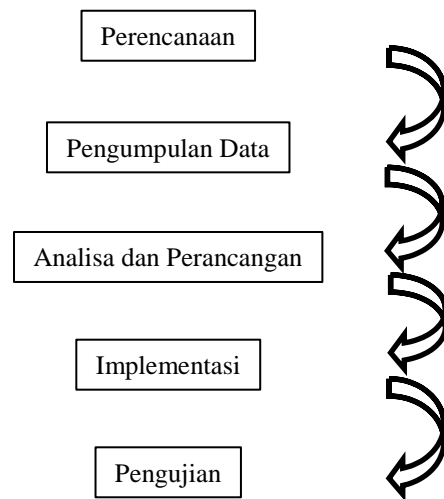 Perencanaan
Pengumpulan Data
Analisa dan Perancangan
Implementasi
Pengujian